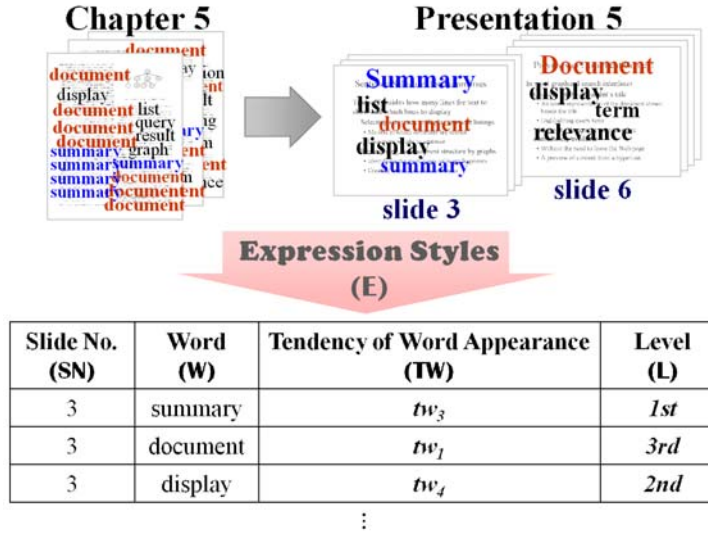 Chapter 5
Presentation 5
document
document
display
document
document
document
list
query
result
graph
summary
summary
summary
summary
summary
document
document
document
Summary
list
document
display
summary
slide 3
Document
display
term
relevance
slide 6
Expression Styles
(E)
Slide No. (SN) Word (W) Tendency of Word Appearance (TW) Level (L)
3 summary tw₃ 1st
3 document tw₁ 3rd
3 display tw₄ 2nd
⋮